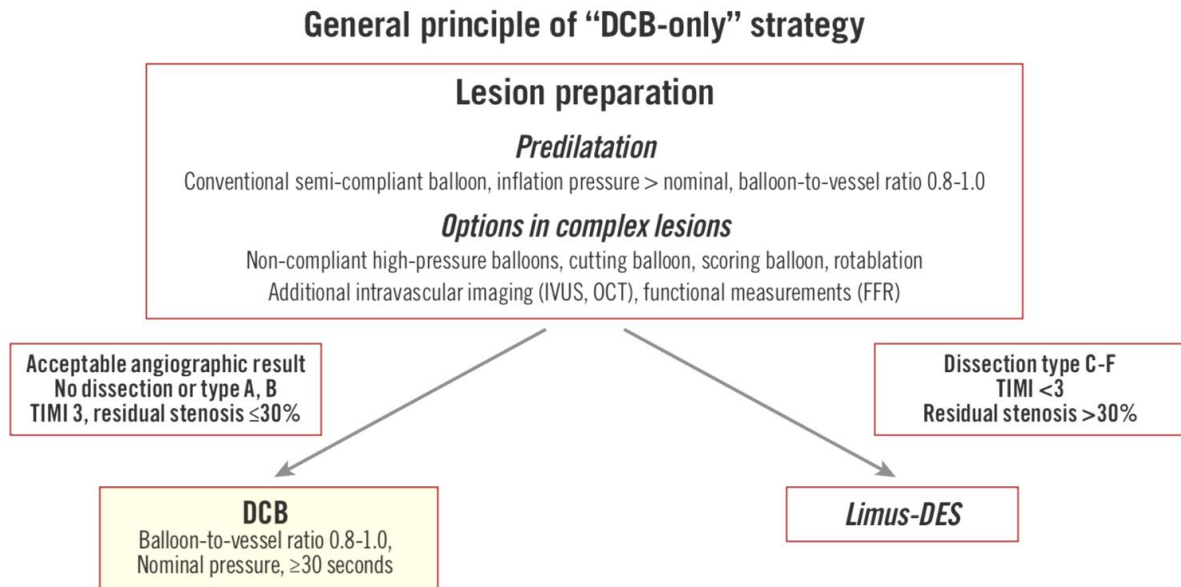 General principle of “DCB-only” strategy
Lesion preparation
Predilatation
Conventional semi-compliant balloon, inflation pressure > nominal, balloon-to-vessel ratio 0.8-1.0
Options in complex lesions
Non-compliant high-pressure balloons, cutting balloon, scoring balloon, rotablation
Additional intravascular imaging (IVUS, OCT), functional measurements (FFR)
Acceptable angiographic result
No dissection or type A, B
TIMI 3, residual stenosis ≤30%
Dissection type C-F
TIMI <3
Residual stenosis >30%
DCB
Balloon-to-vessel ratio 0.8-1.0,
Nominal pressure, ≥30 seconds
Limus-DES